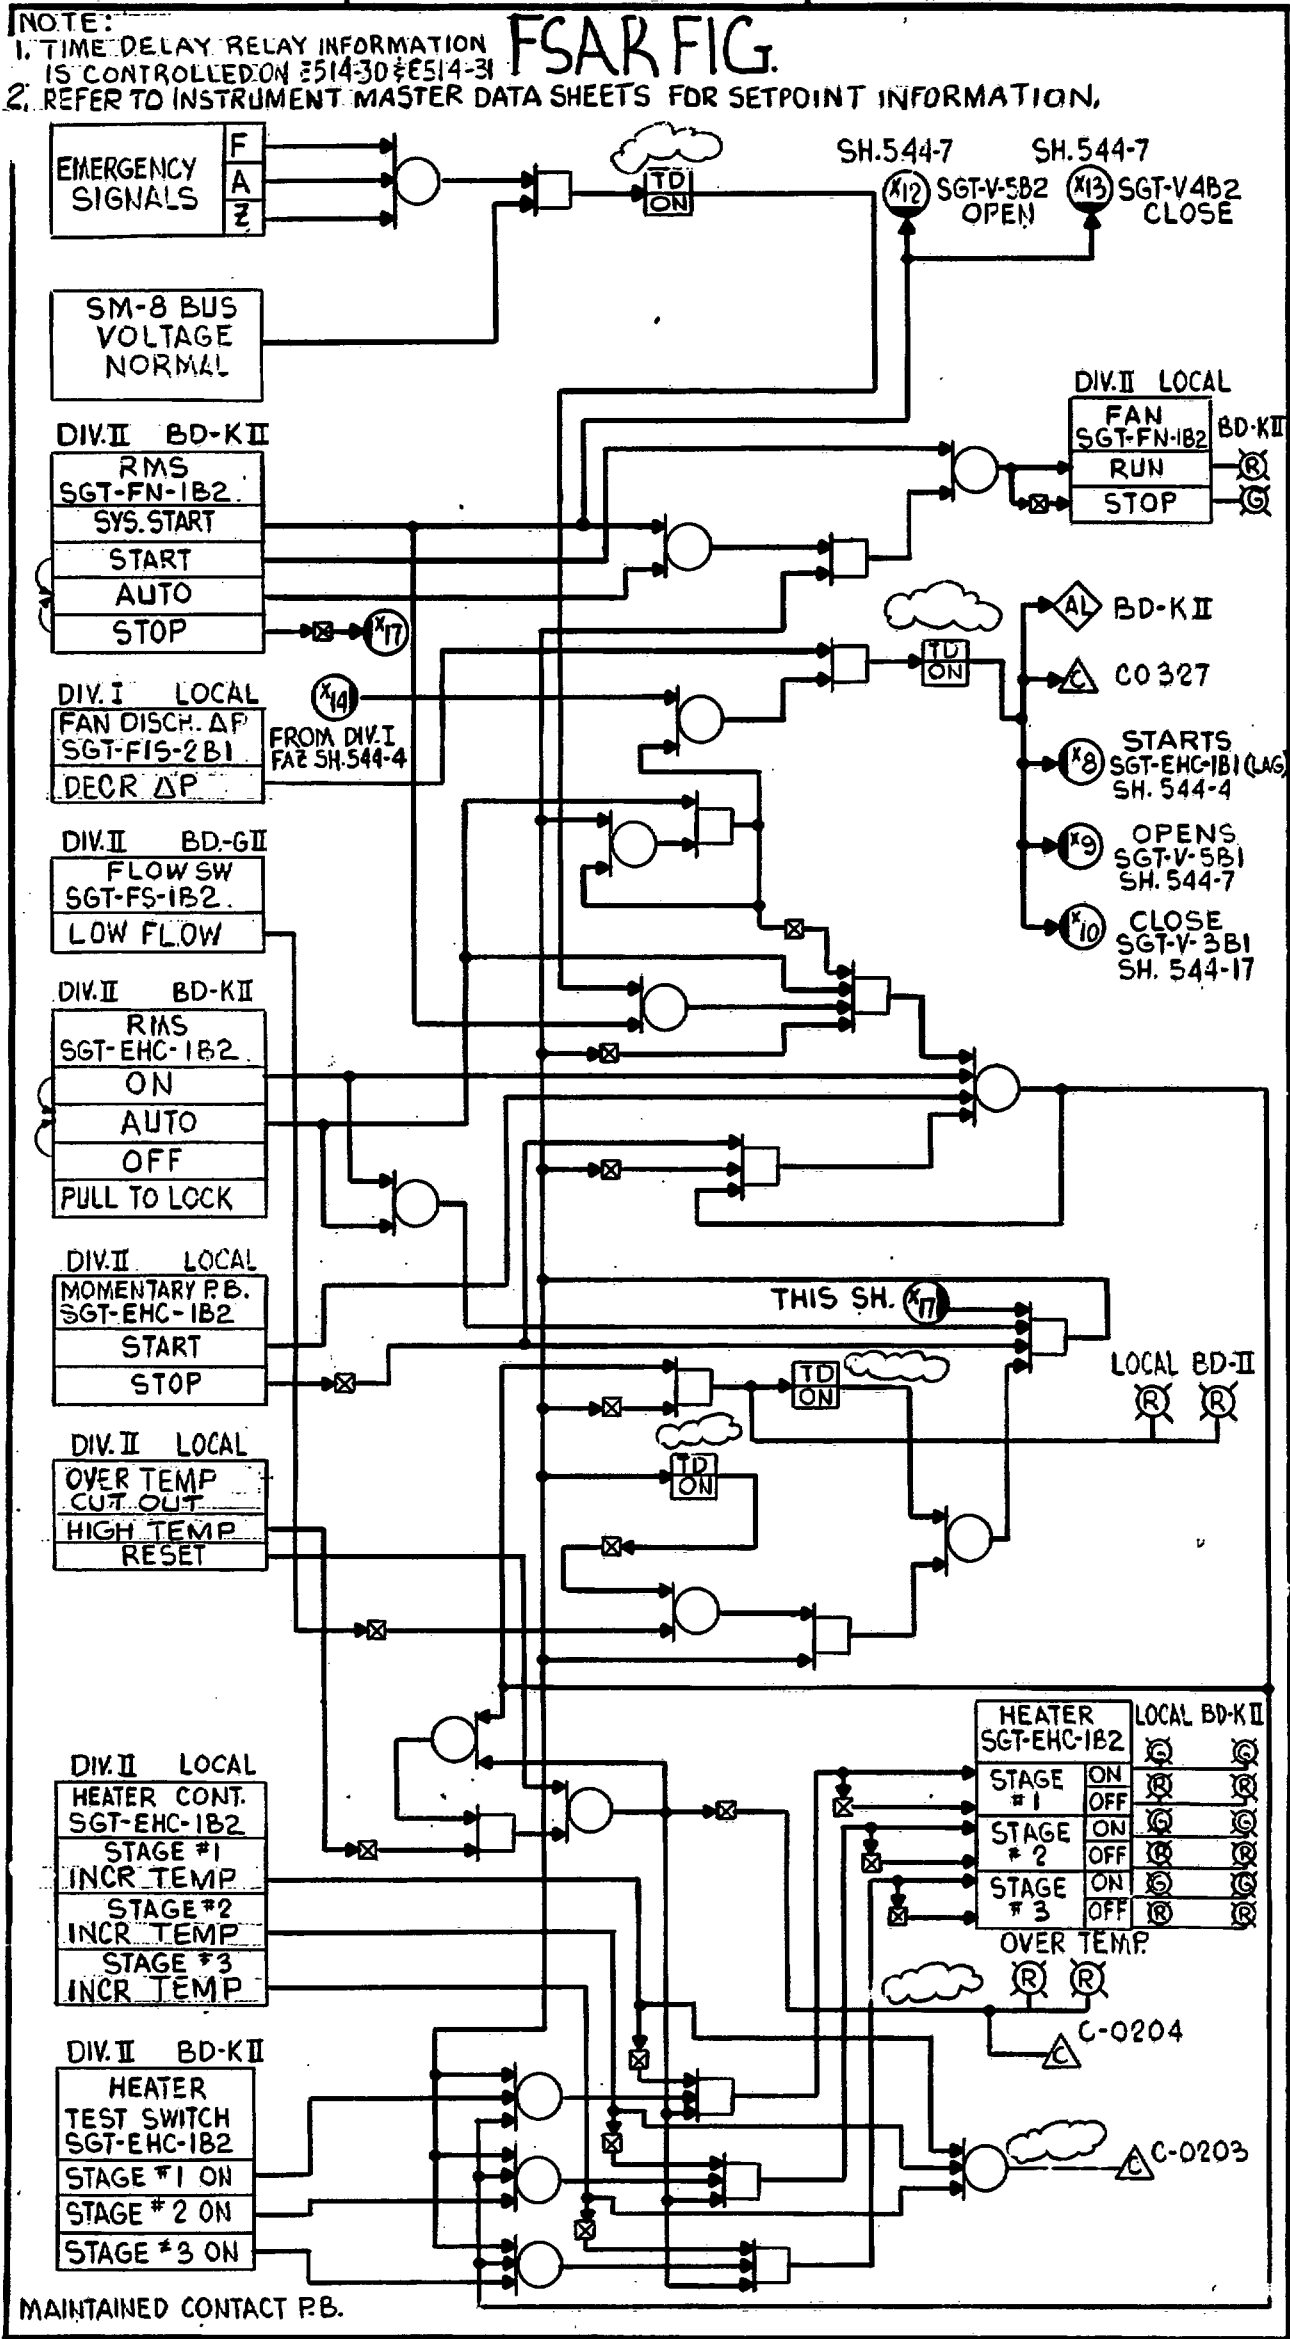 NOTE:
1. TIME DELAY RELAY INFORMATION
IS CONTROLLED ON E514-30 & E514-31
FSAR FIG.
2. REFER TO INSTRUMENT MASTER DATA SHEETS FOR SETPOINT INFORMATION.
EMERGENCY
SIGNALS
F
A
Z
TD
ON
SH.544-7
X12
SGT-V-5B2
OPEN
SH.544-7
X13
SGT-V4B2
CLOSE
SM-8 BUS
VOLTAGE
NORMAL
DIV.II BD-KII
RMS
SGT-FN-1B2
SYS.START
START
AUTO
STOP
X17
DIV.II LOCAL
FAN
SGT-FN-1B2
RUN
STOP
BD-KII
R
G
DIV.I LOCAL
FAN DISCH. ΔP
SGT-FIS-2B1
DECR ΔP
X14
FROM DIV.I
FAZ SH.544-4
TD
ON
AL
BD-KII
C
C0327
X8
STARTS
SGT-EHC-1B1 (LAG)
SH. 544-4
X9
OPENS
SGT-V-5B1
SH. 544-7
X10
CLOSE
SGT-V-3B1
SH. 544-17
DIV.II BD.-GII
FLOW SW
SGT-FS-1B2
LOW FLOW
DIV.II BD-KII
RMS
SGT-EHC-1B2
ON
AUTO
OFF
PULL TO LOCK
DIV.II LOCAL
MOMENTARY P.B.
SGT-EHC-1B2
START
STOP
THIS SH.
X17
TD
ON
LOCAL BD-II
R
R
DIV.II LOCAL
OVER TEMP
CUT OUT
HIGH TEMP
RESET
TD
ON
DIV.II LOCAL
HEATER CONT.
SGT-EHC-1B2
STAGE #1
INCR TEMP
STAGE #2
INCR TEMP
STAGE #3
INCR TEMP
HEATER
SGT-EHC-1B2
LOCAL BD-KII
STAGE
#1
ON
G G
OFF
R R
STAGE
#2
ON
G G
OFF
R R
STAGE
#3
ON
G G
OFF
R R
OVER TEMP.
R
R
C
C-0204
DIV.II BD-KII
HEATER
TEST SWITCH
SGT-EHC-1B2
STAGE #1 ON
STAGE #2 ON
STAGE #3 ON
C
C-0203
MAINTAINED CONTACT P.B.